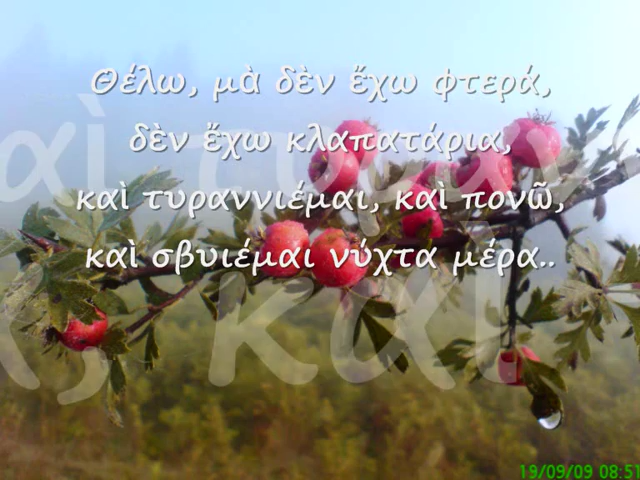 Θέλω, μὰ δὲν ἔχω φτερά,
δὲν ἔχω κλαπατάρια,
καὶ τυραννιέμαι, καὶ πονῶ,
καὶ σβυιέμαι νύχτα μέρα..
19/09/09 08:51